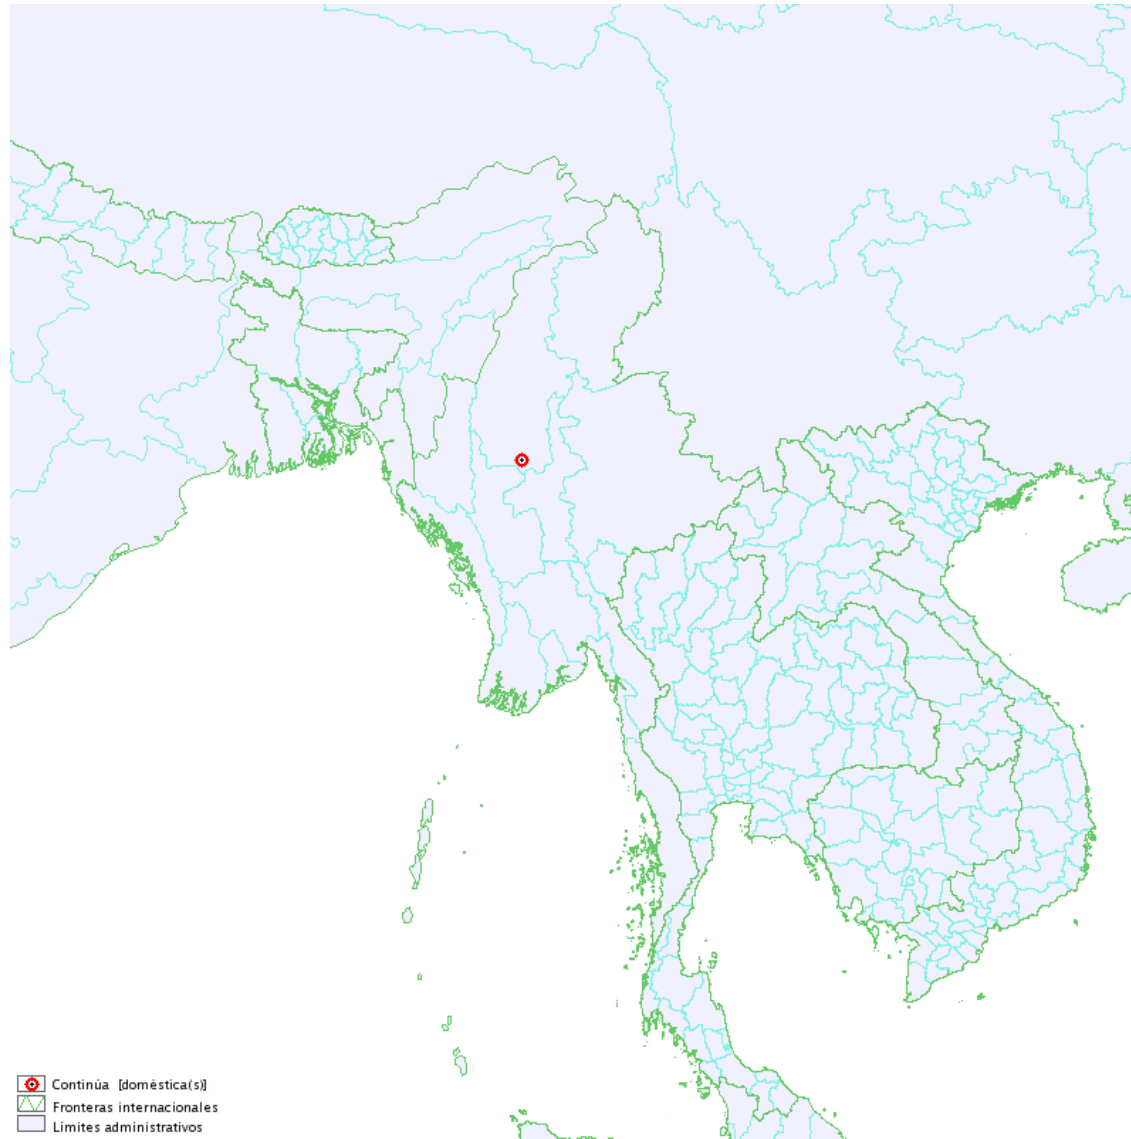 Continúa [doméstica(s)]
Fronteras internacionales
Límites administrativos